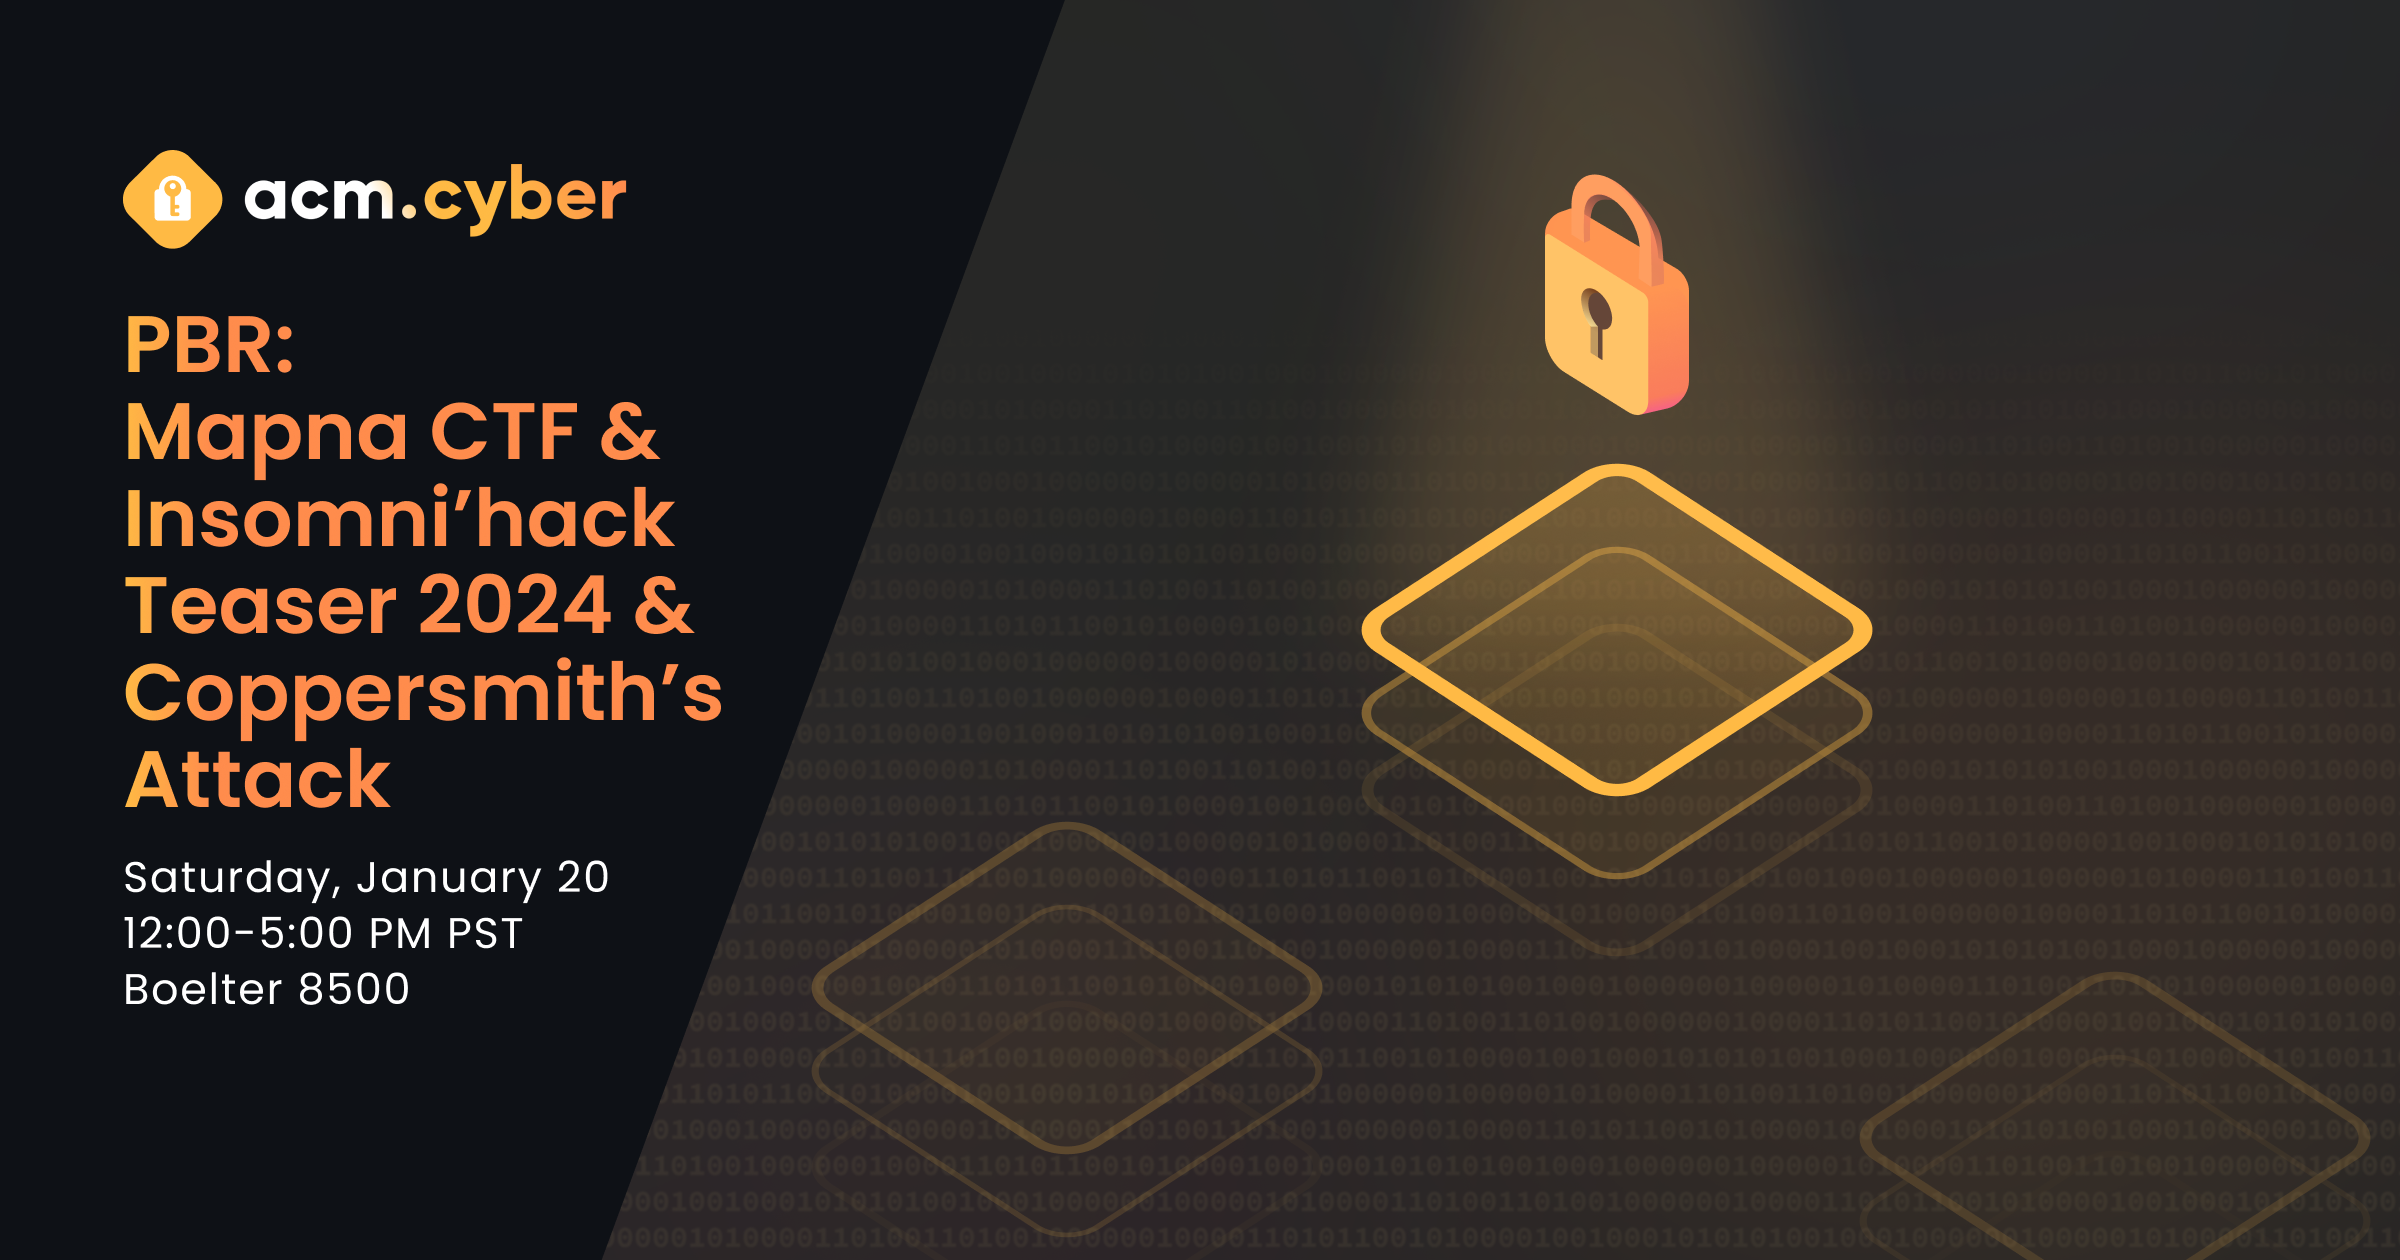 acm.cyber
PBR:
Mapna CTF &
Insomni’hack
Teaser 2024 &
Coppersmith’s
Attack
Saturday, January 20
12:00-5:00 PM PST
Boelter 8500